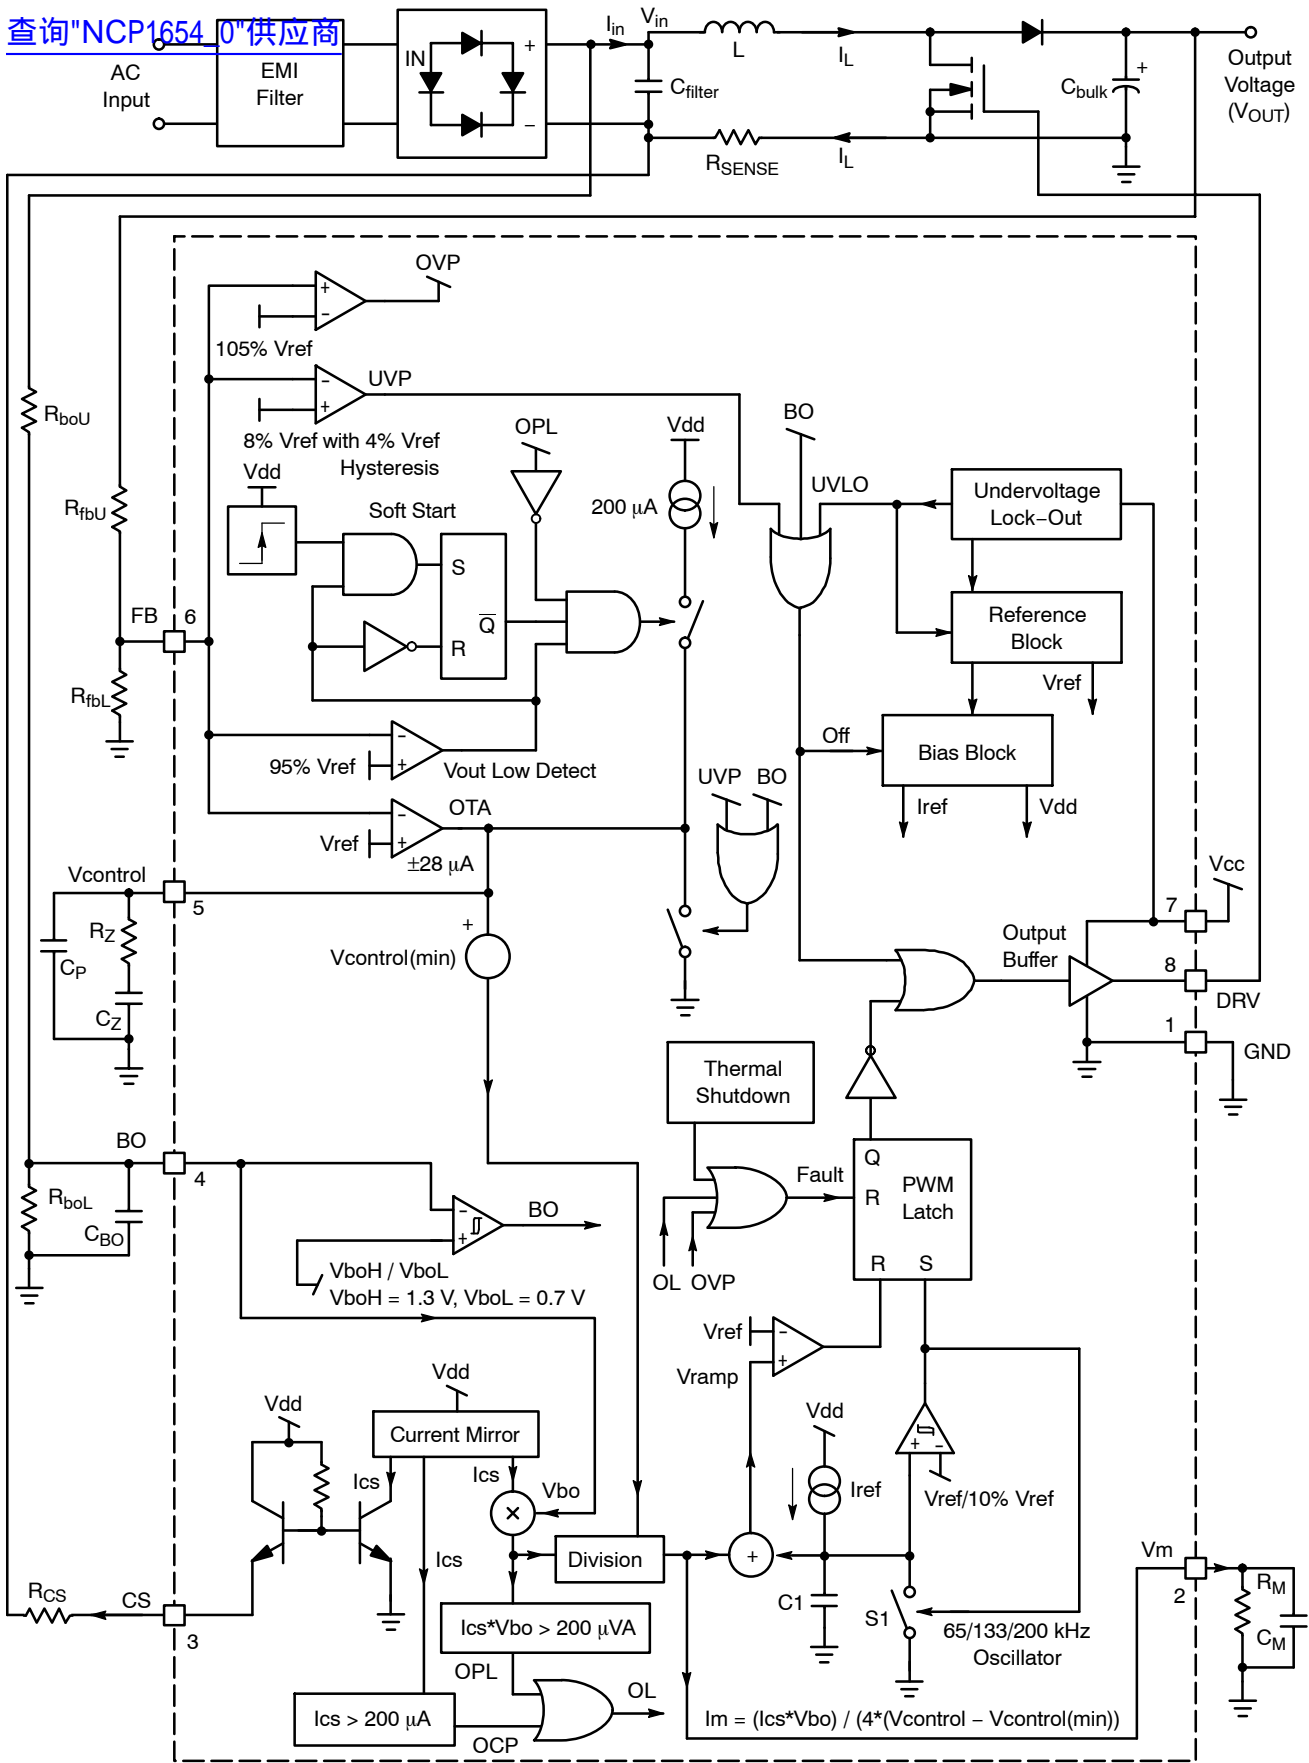 查询"NCP1654_0"供应商
AC
Input
EMI
Filter
IN
+
−
Iin
Vin
L
IL
Cfilter
RSENSE
IL
Cbulk
+
Output
Voltage
(VOUT)
OVP
+
−
105% Vref
UVP
−
+
8% Vref with 4% Vref
Hysteresis
RboU
RfbU
RfbL
FB
6
Vdd
Soft Start
OPL
S
Q
R
Vdd
200 μA
BO
UVLO
Undervoltage
Lock−Out
Reference
Block
Vref
Off
Bias Block
Iref
Vdd
−
+
95% Vref
Vout Low Detect
−
+
Vref
OTA
±28 μA
UVP
BO
Vcontrol
5
RZ
CP
CZ
+
Vcontrol(min)
Vcc
7
Output
Buffer
8
DRV
1
GND
Thermal
Shutdown
Fault
OL
OVP
Q
R
PWM
Latch
R
S
BO
4
RboL
CBO
−
+
BO
VboH / VboL
VboH = 1.3 V, VboL = 0.7 V
Vref
−
+
Vramp
Vdd
Iref
+ −
Vref/10% Vref
Vdd
Current Mirror
Vdd
Ics
Ics
Vbo
×
Ics
Division
+
C1
S1
65/133/200 kHz
Oscillator
Vm
2
RM
CM
RCS
CS
3
Ics*Vbo > 200 μVA
OPL
Ics > 200 μA
OCP
OL
Im = (Ics*Vbo) / (4*(Vcontrol − Vcontrol(min))